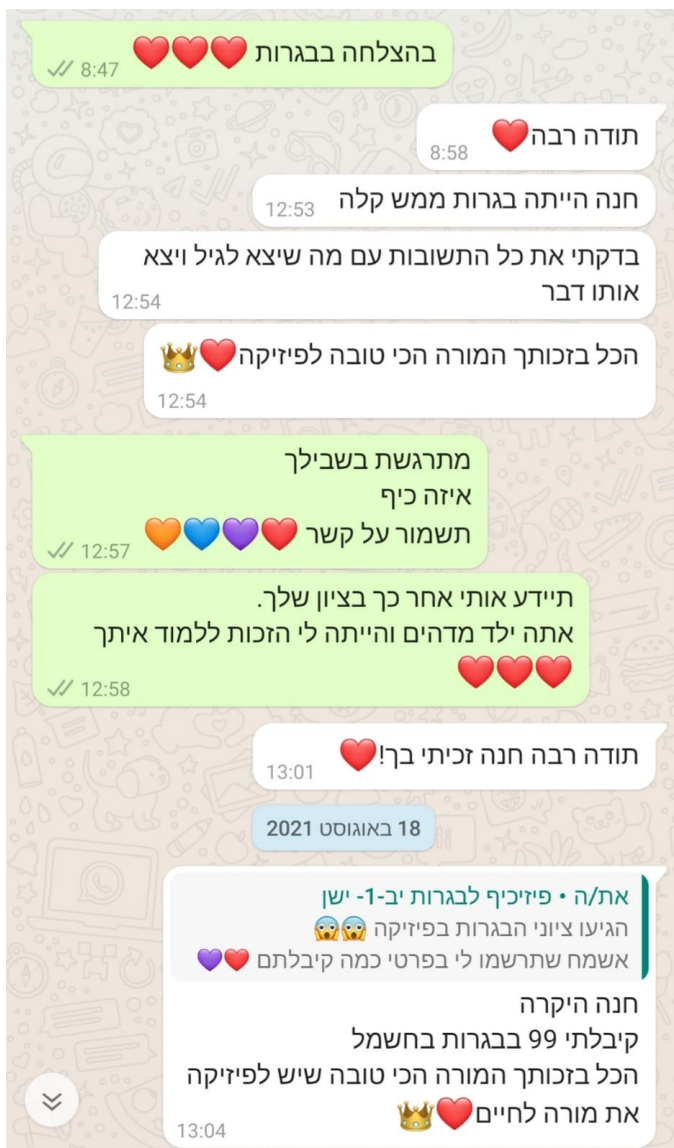 בהצלחה בבגרות ❤️❤️❤️
8:47
תודה רבה❤️
8:58
חנה הייתה בגרות ממש קלה
12:53
בדקתי את כל התשובות עם מה שיצא לגיל ויצא
אותו דבר
12:54
הכל בזכותך המורה הכי טובה לפיזיקה❤️👑
12:54
מתרגשת בשבילך
איזה כיף
תשמור על קשר ❤️💜💙🧡
12:57
תיידע אותי אחר כך בציון שלך.
אתה ילד מדהים והייתה לי הזכות ללמוד איתך
❤️❤️❤️
12:58
תודה רבה חנה זכיתי בך!❤️
13:01
18 באוגוסט 2021
את/ה • פיזיכיף לבגרות יב-1- ישן
הגיעו ציוני הבגרות בפיזיקה 😱😱
אשמח שתרשמו לי בפרטי כמה קיבלתם ❤️💜
חנה היקרה
קיבלתי 99 בבגרות בחשמל
הכל בזכותך המורה הכי טובה שיש לפיזיקה
את מורה לחיים❤️👑
13:04